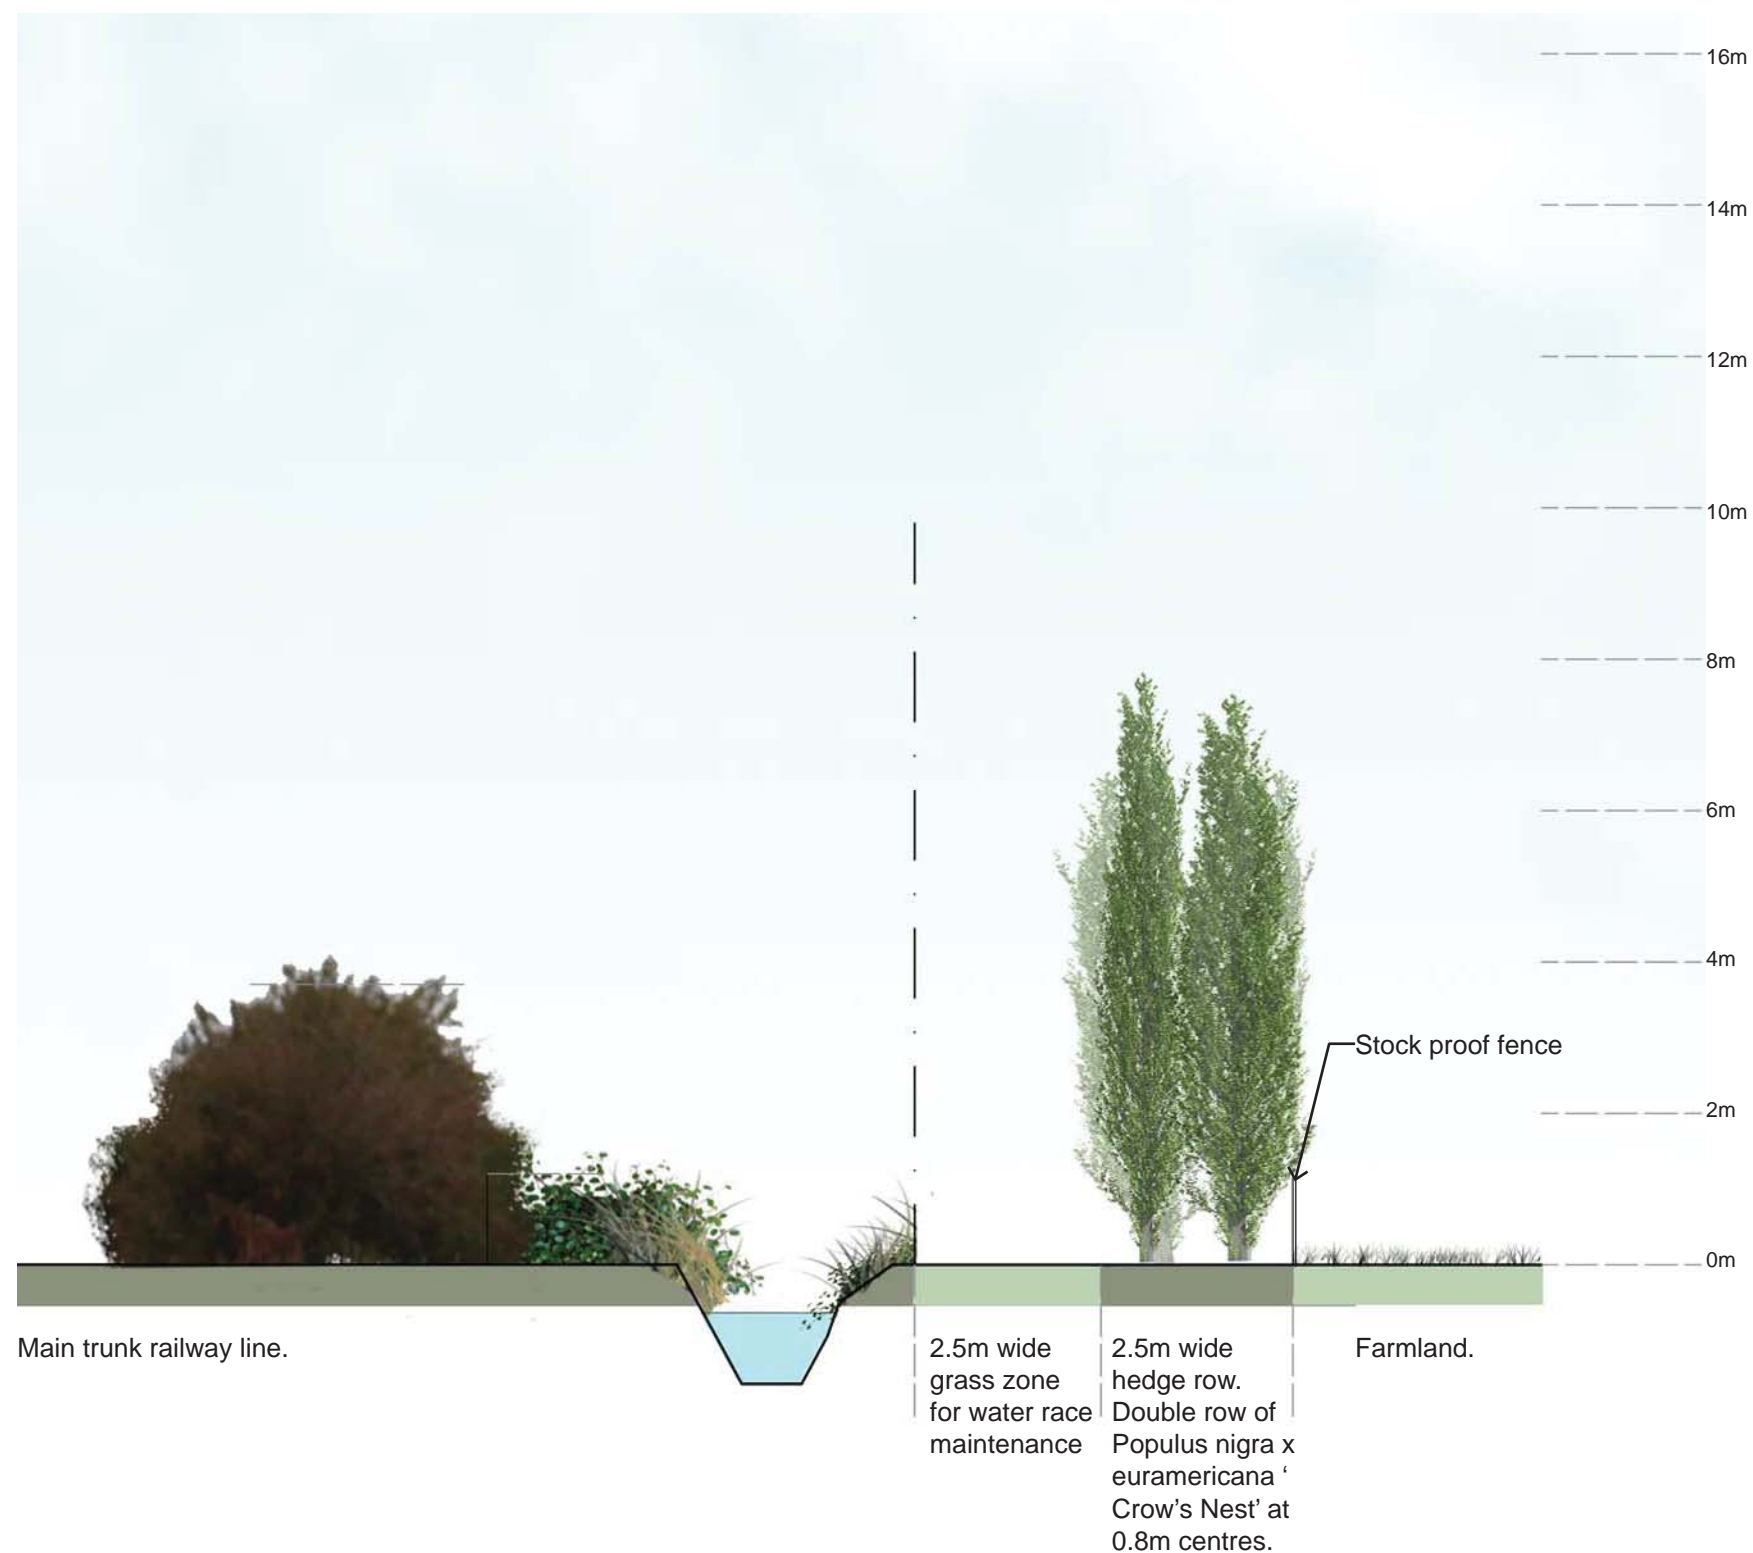 16m
14m
12m
10m
8m
6m
4m
Stock proof fence
2m
0m
Main trunk railway line.
2.5m wide
grass zone
for water race
maintenance
2.5m wide
hedge row.
Double row of
Populus nigra x
euramericana ‘
Crow’s Nest’ at
0.8m centres.
Farmland.